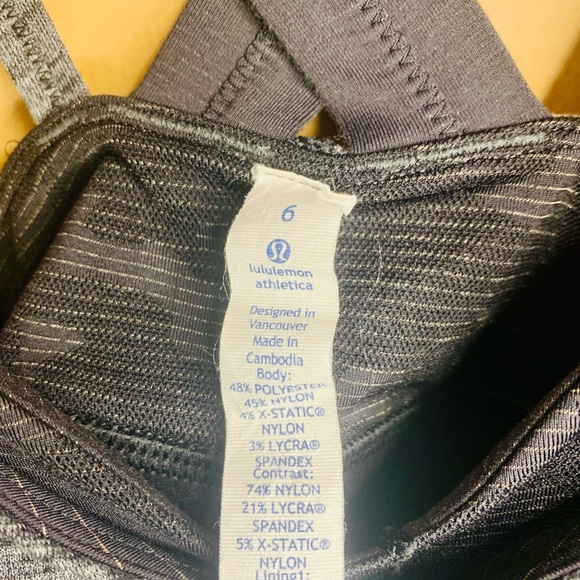 6
lululemon
athletica
Designed in
Vancouver
Made in
Cambodia
Body:
48% POLYESTER
45% NYLON
4% X-STATIC®
NYLON
3% LYCRA®
SPANDEX
Contrast:
74% NYLON
21% LYCRA®
SPANDEX
5% X-STATIC®
NYLON
Lining1: